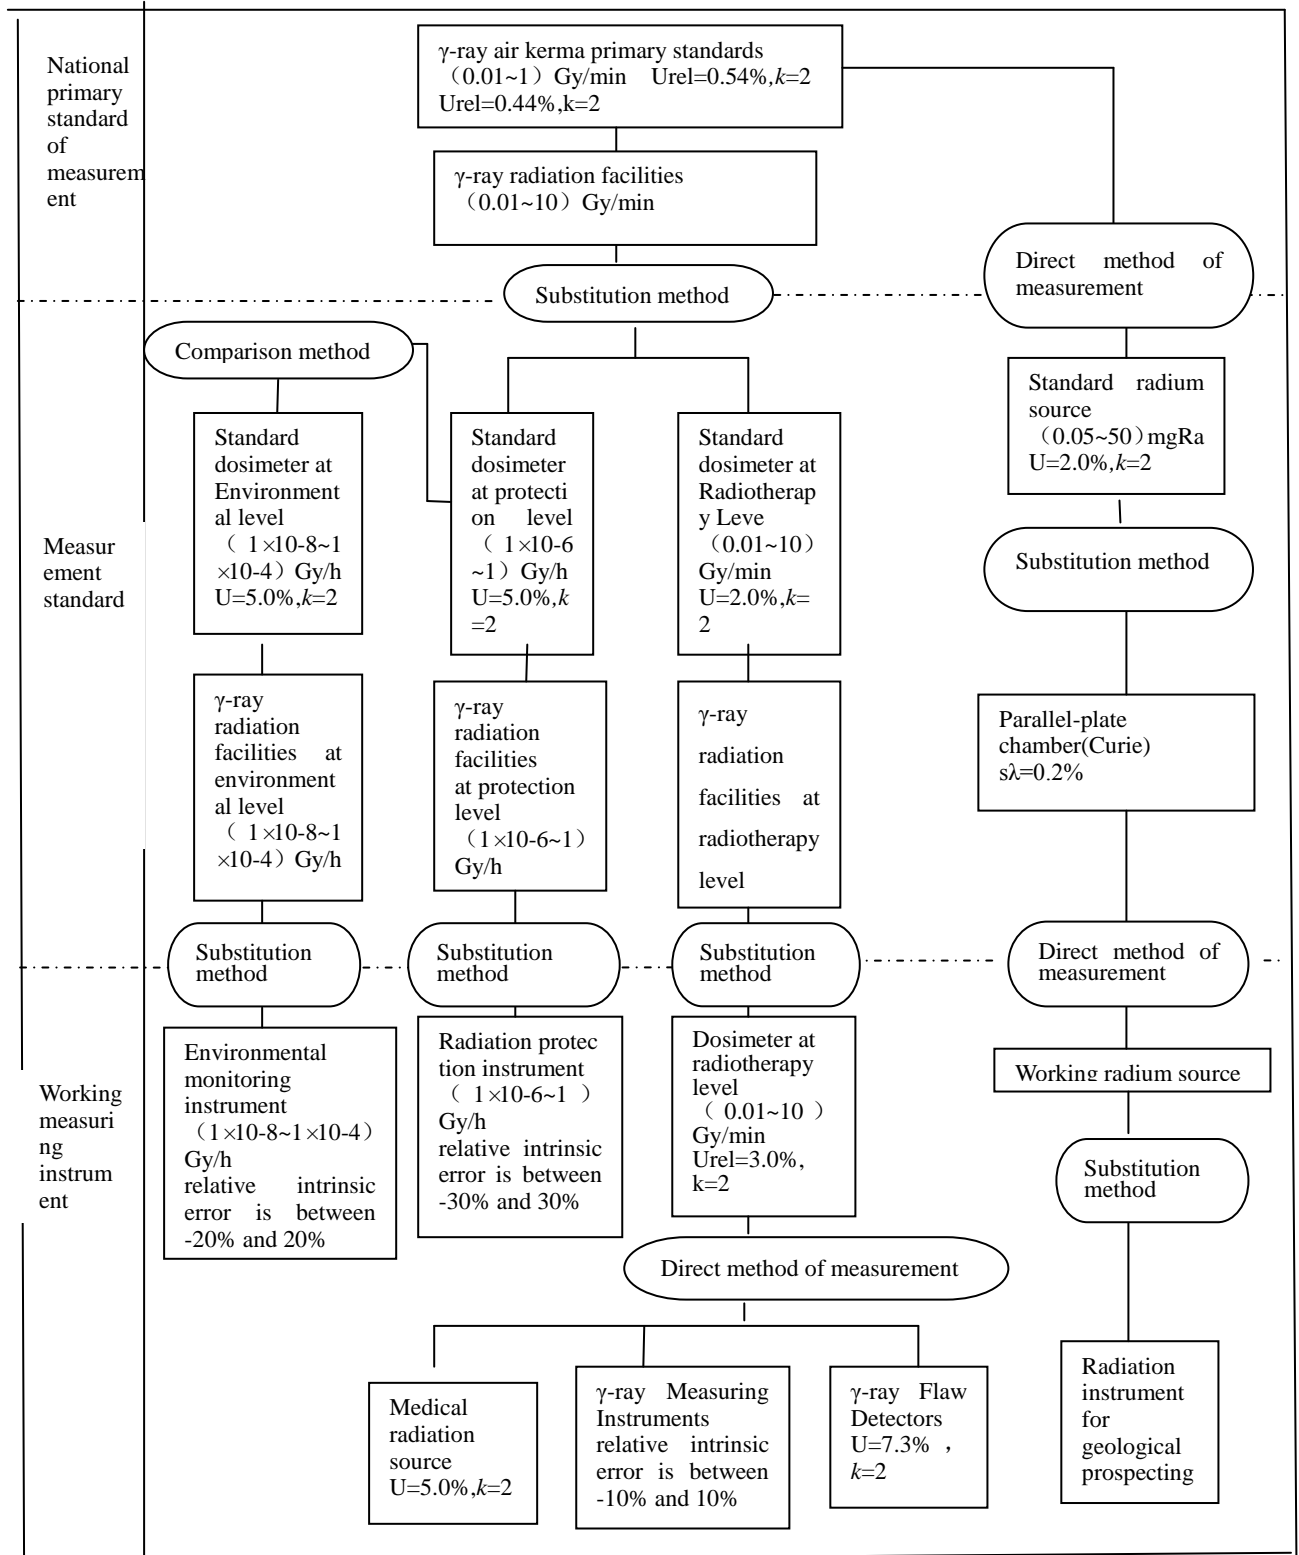 National
primary
standard
of
measurem
ent
γ-ray air kerma primary standards
（0.01~1）Gy/min Urel=0.54%,k=2
Urel=0.44%,k=2
γ-ray radiation facilities
（0.01~10）Gy/min
Direct method of
measurement
Substitution method
Comparison method
Measur
ement
standard
Standard
dosimeter at
Environment
al level
（ 1×10-8~1
×10-4）Gy/h
U=5.0%,k=2
Standard
dosimeter
at protecti
on level
（ 1×10-6
~1）Gy/h
U=5.0%,k
=2
Standard
dosimeter at
Radiotherap
y Leve
（0.01~10）
Gy/min
U=2.0%,k=
2
Standard radium
source
（0.05~50）mgRa
U=2.0%,k=2
Substitution method
γ-ray
radiation
facilities at
environment
al level
（ 1×10-8~1
×10-4）Gy/h
γ-ray
radiation
facilities
at protection
level
（1×10-6~1）
Gy/h
γ-ray
radiation
facilities at
radiotherapy
level
Parallel-plate
chamber(Curie)
sλ=0.2%
Substitution
method
Substitution
method
Substitution
method
Direct method of
measurement
Working
measuri
ng
instrum
ent
Environmental
monitoring
instrument
（1×10-8~1×10-4）
Gy/h
relative intrinsic
error is between
-20% and 20%
Radiation protec
tion instrument
（ 1×10-6~1 ）
Gy/h
relative intrinsic
error is between
-30% and 30%
Dosimeter at
radiotherapy
level
（ 0.01~10 ）
Gy/min
Urel=3.0%,
k=2
Working radium source
Substitution
method
Direct method of measurement
Medical
radiation
source
U=5.0%,k=2
γ-ray Measuring
Instruments
relative intrinsic
error is between
-10% and 10%
γ-ray Flaw
Detectors
U=7.3% ，
k=2
Radiation
instrument
for
geological
prospecting